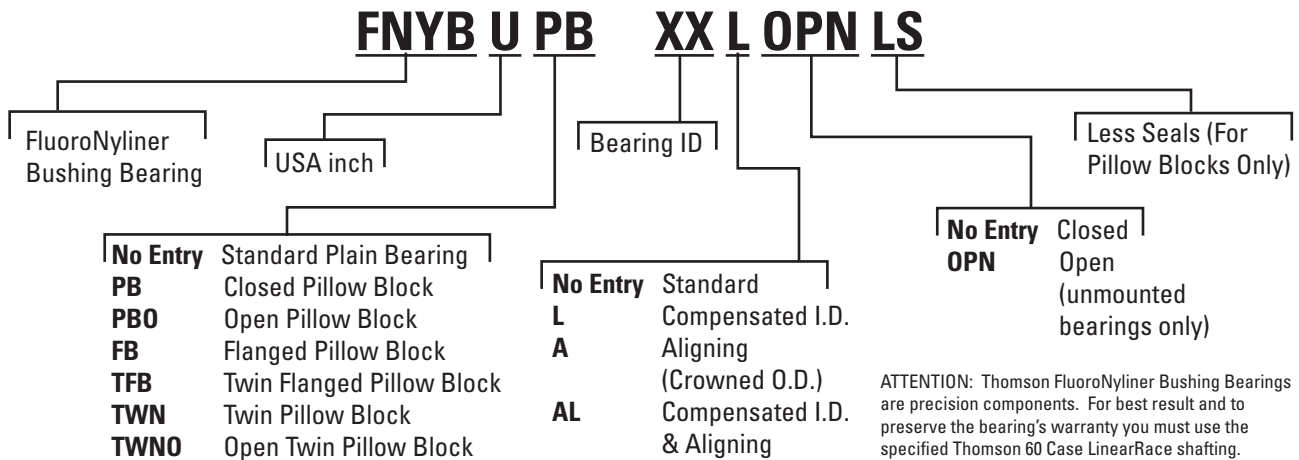 FNYB U PB XX L OPN LS
FluoroNyliner
Bushing Bearing
USA inch
Bearing ID
Less Seals (For
Pillow Blocks Only)
No Entry Standard Plain Bearing
PB Closed Pillow Block
PBO Open Pillow Block
FB Flanged Pillow Block
TFB Twin Flanged Pillow Block
TWN Twin Pillow Block
TWNO Open Twin Pillow Block
No Entry Standard
L Compensated I.D.
A Aligning
(Crowned O.D.)
AL Compensated I.D.
& Aligning
No Entry Closed
OPN Open
(unmounted
bearings only)
ATTENTION: Thomson FluoroNyliner Bushing Bearings
are precision components. For best result and to
preserve the bearing's warranty you must use the
specified Thomson 60 Case LinearRace shafting.